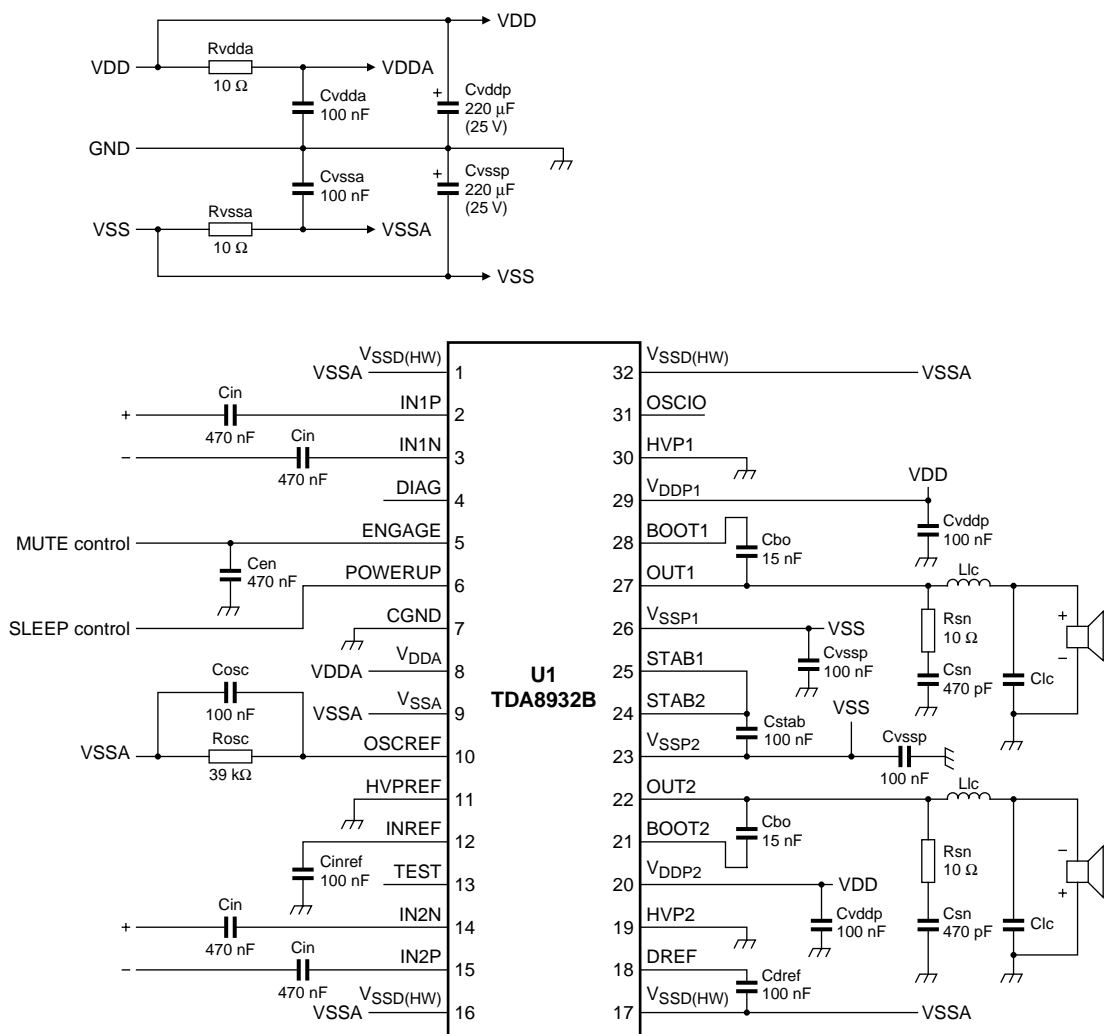 VDD
VDD
Rvdda
10 Ω
VDDA
Cvdda
100 nF
+
Cvddp
220 μF
(25 V)
GND
Cvssa
100 nF
+
Cvssp
220 μF
(25 V)
VSS
Rvssa
10 Ω
VSSA
VSS
U1
TDA8932B
VSSD(HW)
VSSA
1
Cin
+
470 nF
IN1P
2
Cin
−
470 nF
IN1N
3
DIAG
4
MUTE control
ENGAGE
5
Cen
470 nF
POWERUP
6
SLEEP control
CGND
7
VDDA
VDDA
8
Cosc
100 nF
VSSA
VSSA
9
VSSA
Rosc
39 kΩ
OSCREF
10
HVPREF
11
INREF
12
Cinref
100 nF
TEST
13
Cin
+
470 nF
IN2N
14
Cin
−
470 nF
IN2P
15
VSSD(HW)
VSSA
16
VSSD(HW)
32
VSSA
OSCIO
31
HVP1
30
VDD
VDDP1
29
Cvddp
100 nF
BOOT1
28
Cbo
15 nF
OUT1
27
Llc
Rsn
10 Ω
+
−
VSSP1
26
VSS
Cvssp
100 nF
STAB1
25
Csn
470 pF
Clc
STAB2
24
Cstab
100 nF
VSS
VSSP2
23
Cvssp
100 nF
OUT2
22
Llc
BOOT2
21
Cbo
15 nF
Rsn
10 Ω
−
+
VDDP2
20
VDD
Cvddp
100 nF
HVP2
19
Csn
470 pF
Clc
DREF
18
Cdref
100 nF
VSSD(HW)
17
VSSA